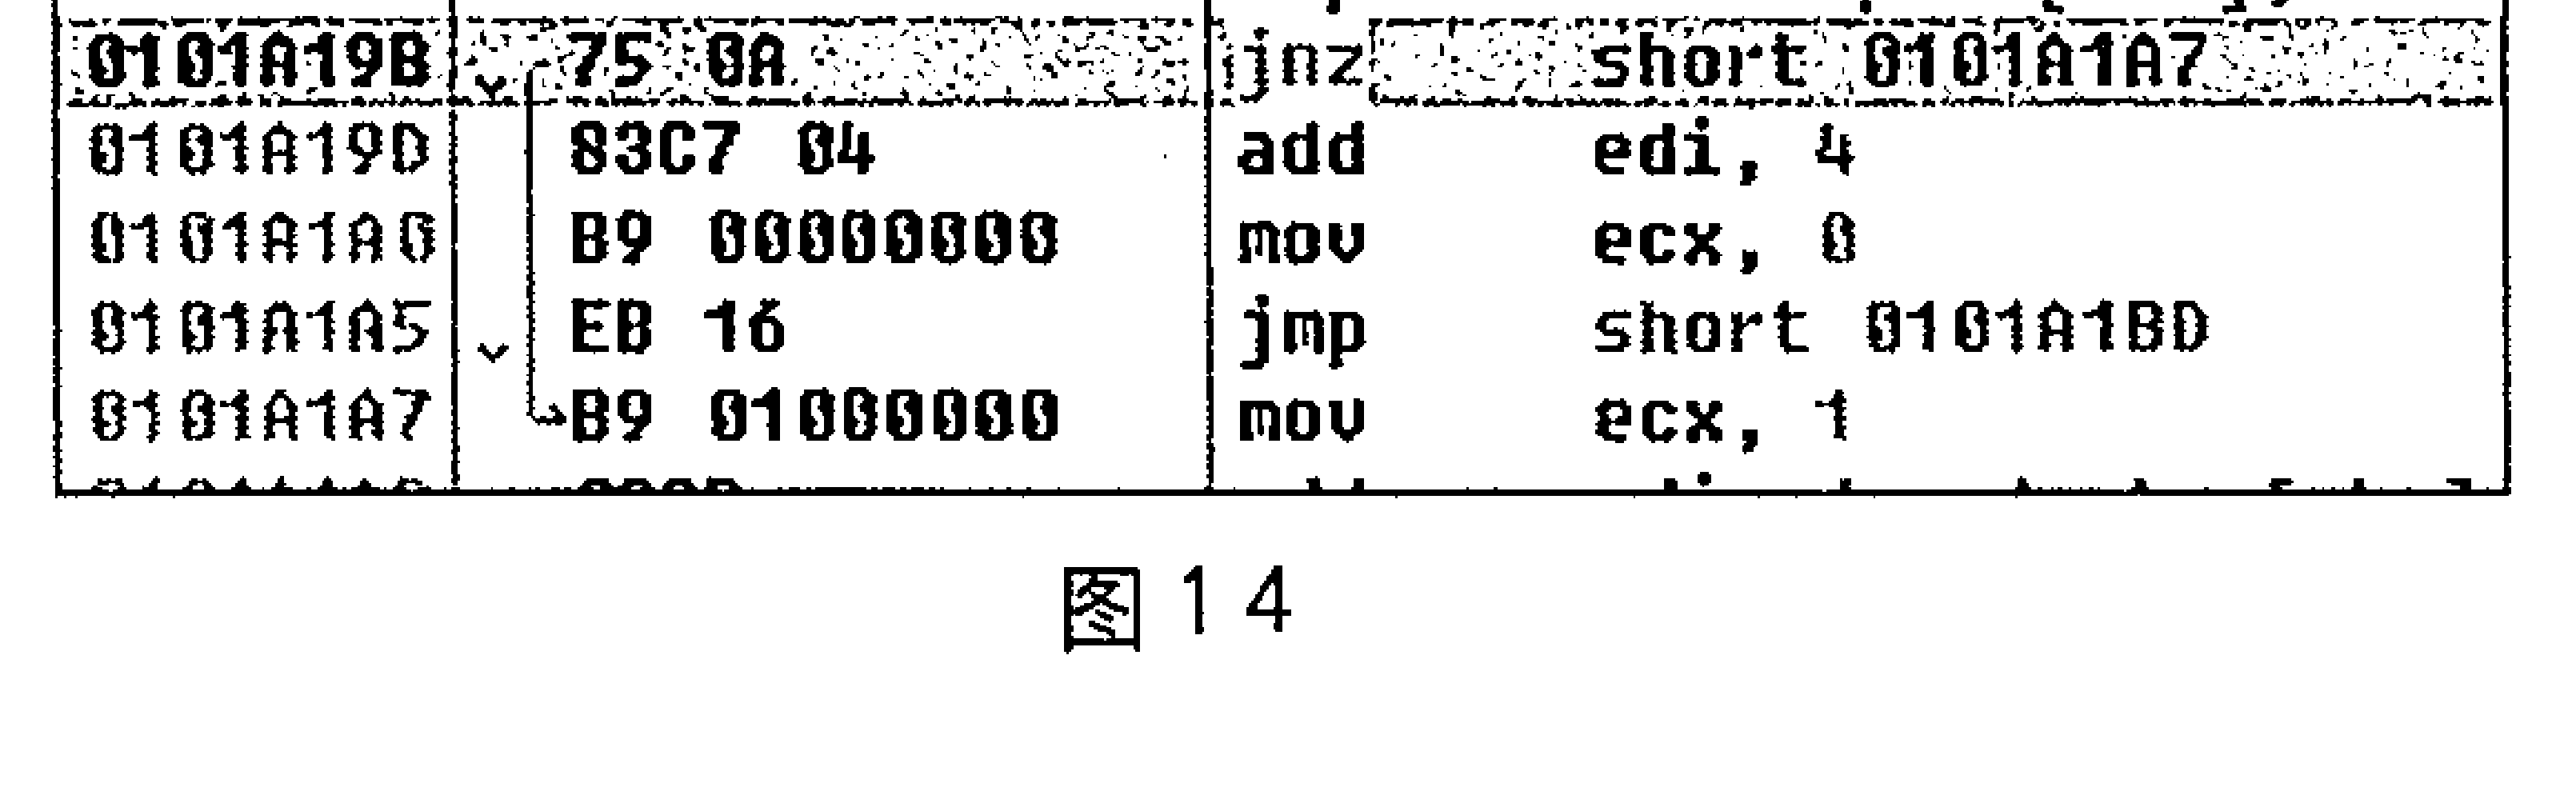 0101A19B 75 0A jnz short 0101A1A7
0101A19D 83C7 04 add edi, 4
0101A1A0 B9 00000000 mov ecx, 0
0101A1A5 EB 16 jmp short 0101A1BD
0101A1A7 B9 01000000 mov ecx, 1
图14